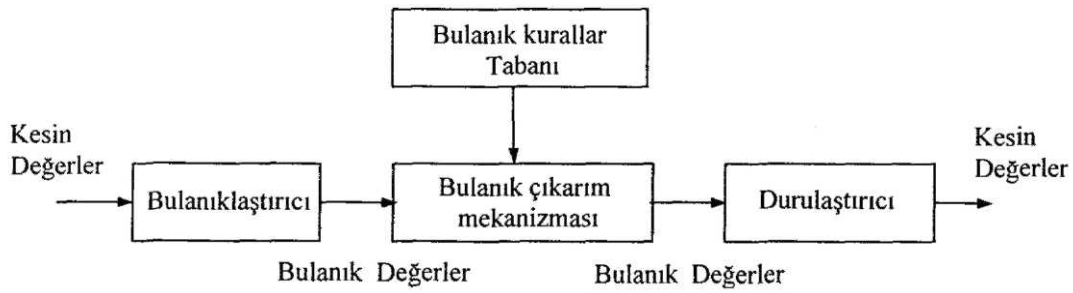 Bulanık kurallar
Tabanı
Kesin
Değerler
Bulanıklaştırıcı
Bulanık çıkarım
mekanizması
Durulaştırıcı
Kesin
Değerler
Bulanık Değerler
Bulanık Değerler